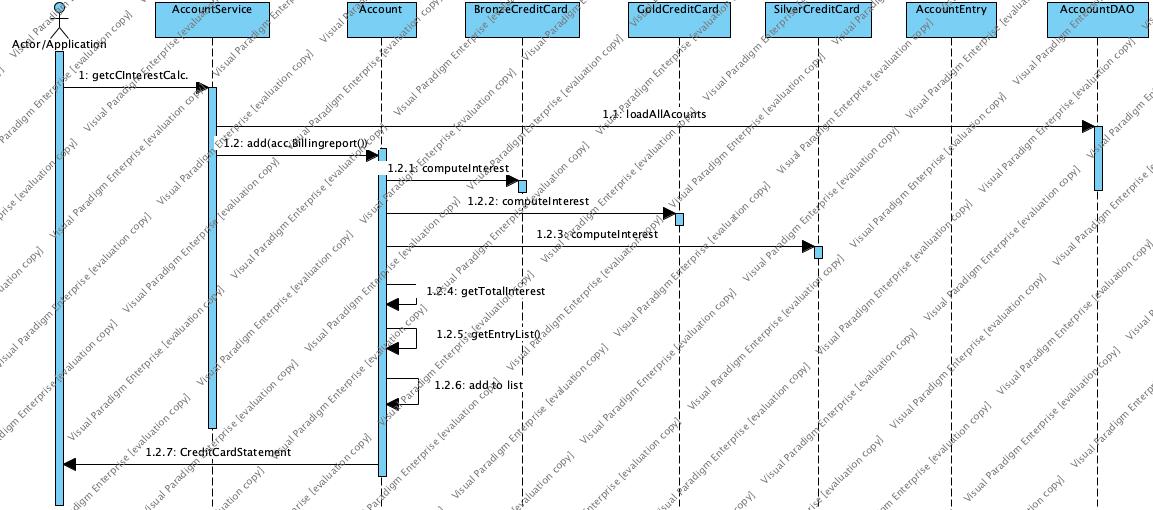 AccountService
Account
BronzeCreditCard
GoldCreditCard
SilverCreditCard
AccountEntry
AccountDAO
Actor/Application
1: getcCInterestCalc.
1.1: loadAllAcounts
1.2: add(acc.Billingreport())
1.2.1: computeInterest
1.2.2: computeInterest
1.2.3: computeInterest
1.2.4: getTotalInterest
1.2.5: getEntryList()
1.2.6: add to list
1.2.7: CreditCardStatement
Visual Paradigm Enterprise [evaluation copy]